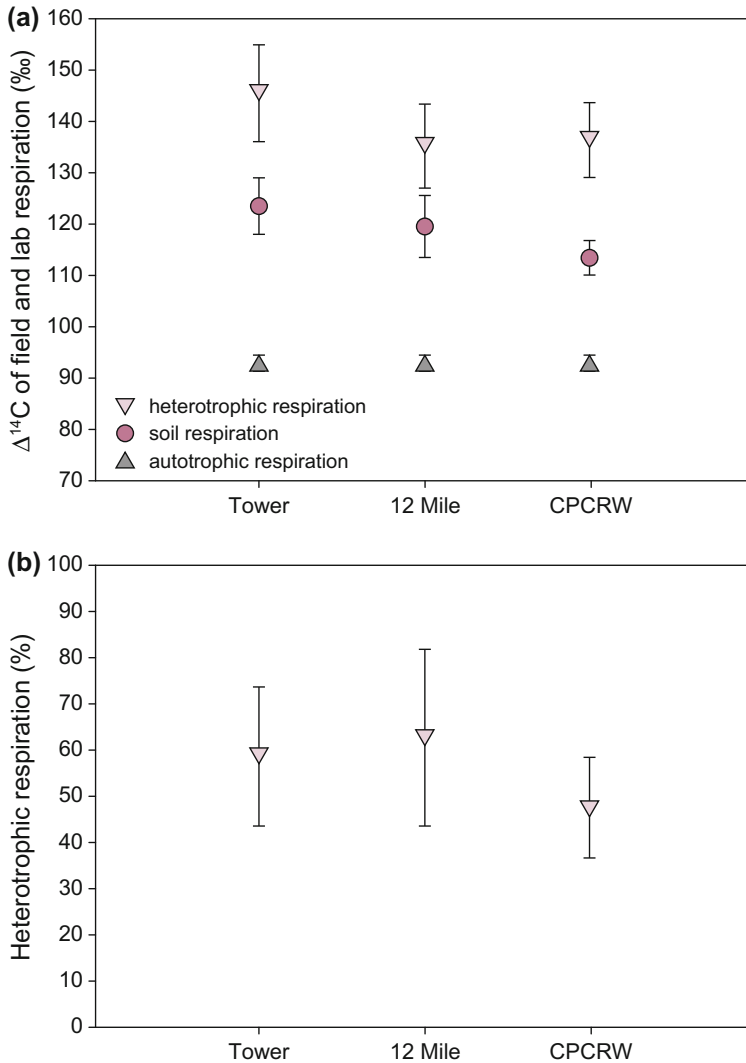 (a)
Δ14C of field and lab respiration (‰)
160
150
140
130
120
110
100
90
80
70
heterotrophic respiration
soil respiration
autotrophic respiration
Tower 12 Mile CPCRW
(b)
Heterotrophic respiration (%)
100
90
80
70
60
50
40
30
20
10
0
Tower 12 Mile CPCRW